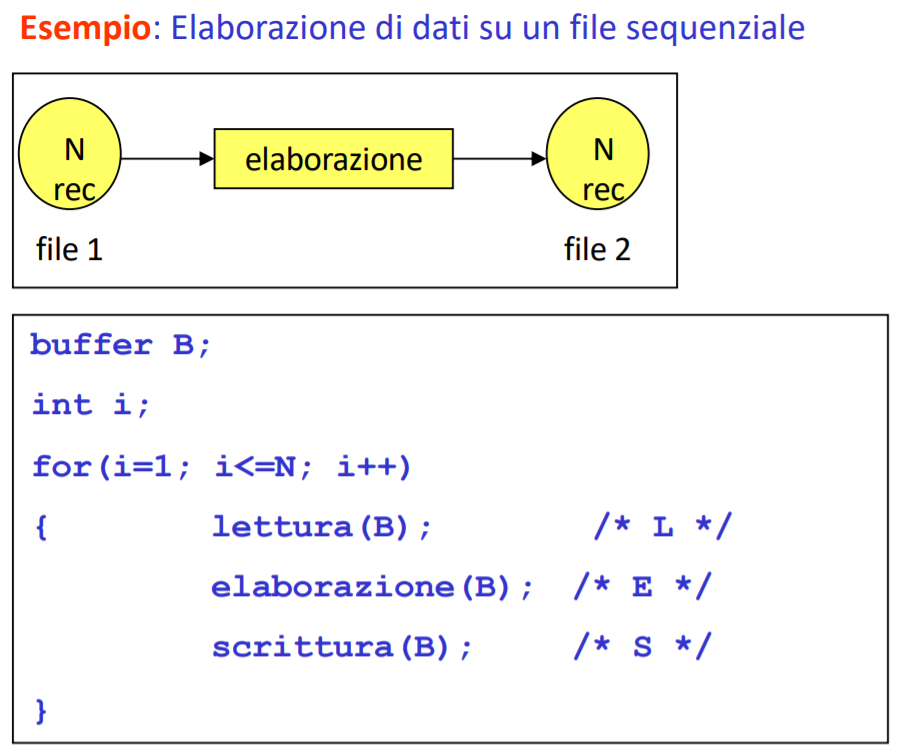 Esempio: Elaborazione di dati su un file sequenziale
N
rec
elaborazione
N
rec
file 1
file 2
buffer B;
int i;
for(i=1; i<=N; i++)
{ lettura(B); /* L */
elaborazione(B); /* E */
scrittura(B); /* S */
}